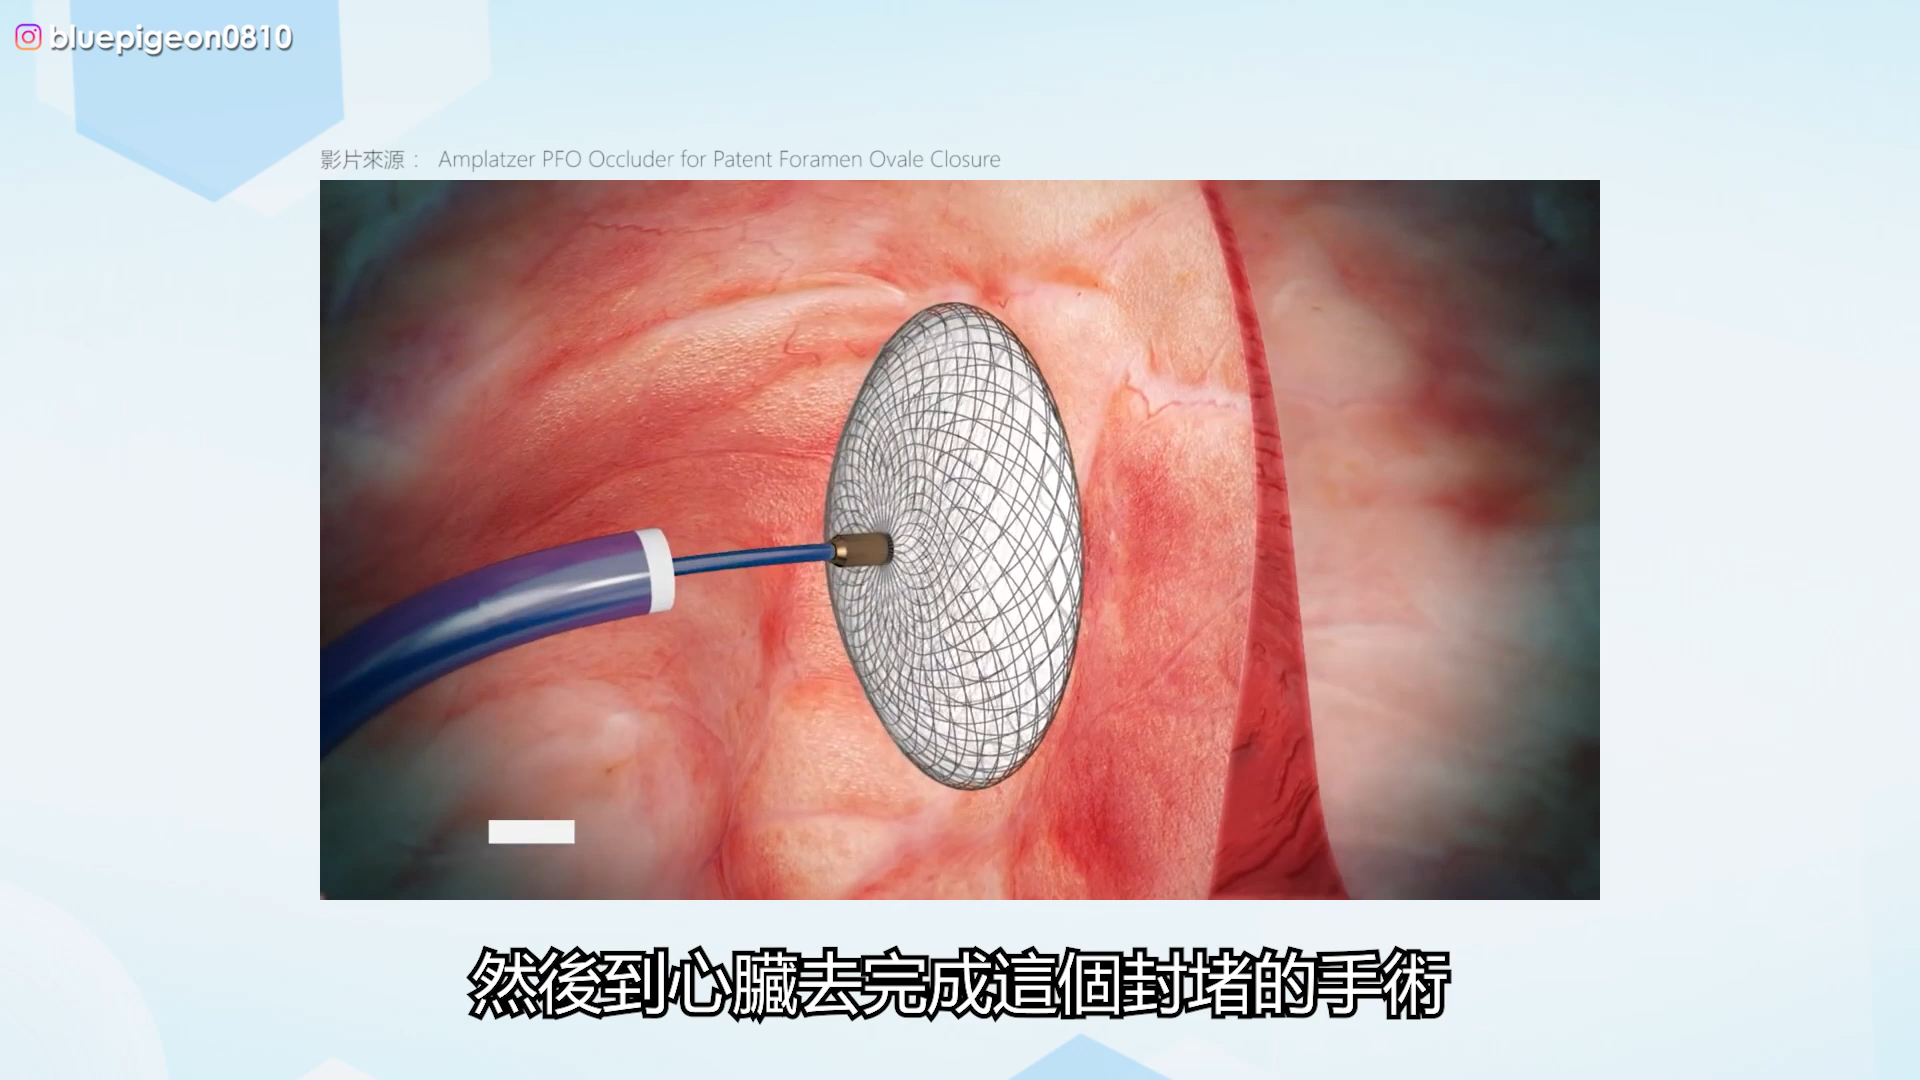 bluepigeon0810
影片來源： Amplatzer PFO Occluder for Patent Foramen Ovale Closure
然後到心臟去完成這個封堵的手術